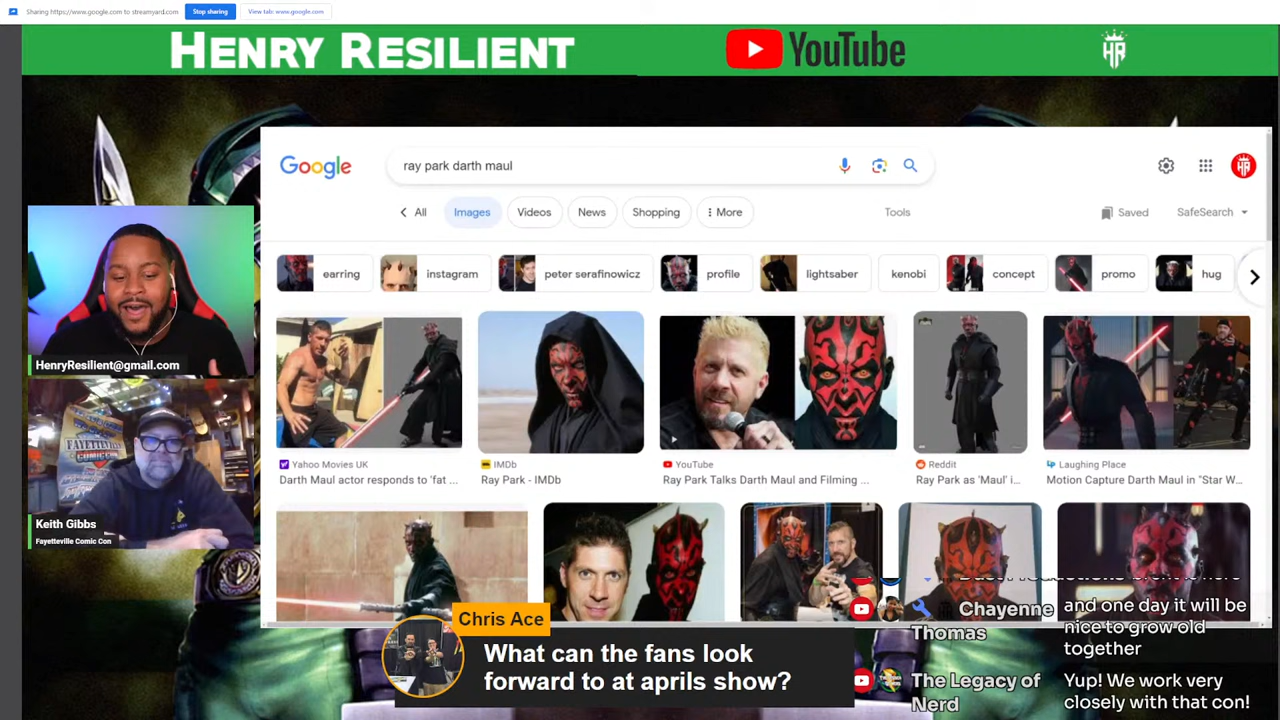 Sharing https://www.google.com to streamyard.com
Stop sharing
View tab: www.google.com
HENRY RESILIENT
YouTube
HR
Google
ray park darth maul
HR
All
Images
Videos
News
Shopping
More
Tools
Saved
SafeSearch
earring
instagram
peter serafinowicz
profile
lightsaber
kenobi
concept
promo
hug
HenryResilient@gmail.com
FAYETTEVILLE
COMIC CON
Keith Gibbs
Fayetteville Comic Con
Yahoo Movies UK
Darth Maul actor responds to 'fat ...
IMDb
Ray Park - IMDb
YouTube
Ray Park Talks Darth Maul and Filming ...
Reddit
Ray Park as 'Maul' i...
Laughing Place
Motion Capture Darth Maul in "Star W...
Chris Ace
What can the fans look
forward to at aprils show?
Chayenne
Thomas
and one day it will be
nice to grow old
together
The Legacy of
Nerd
Yup! We work very
closely with that con!